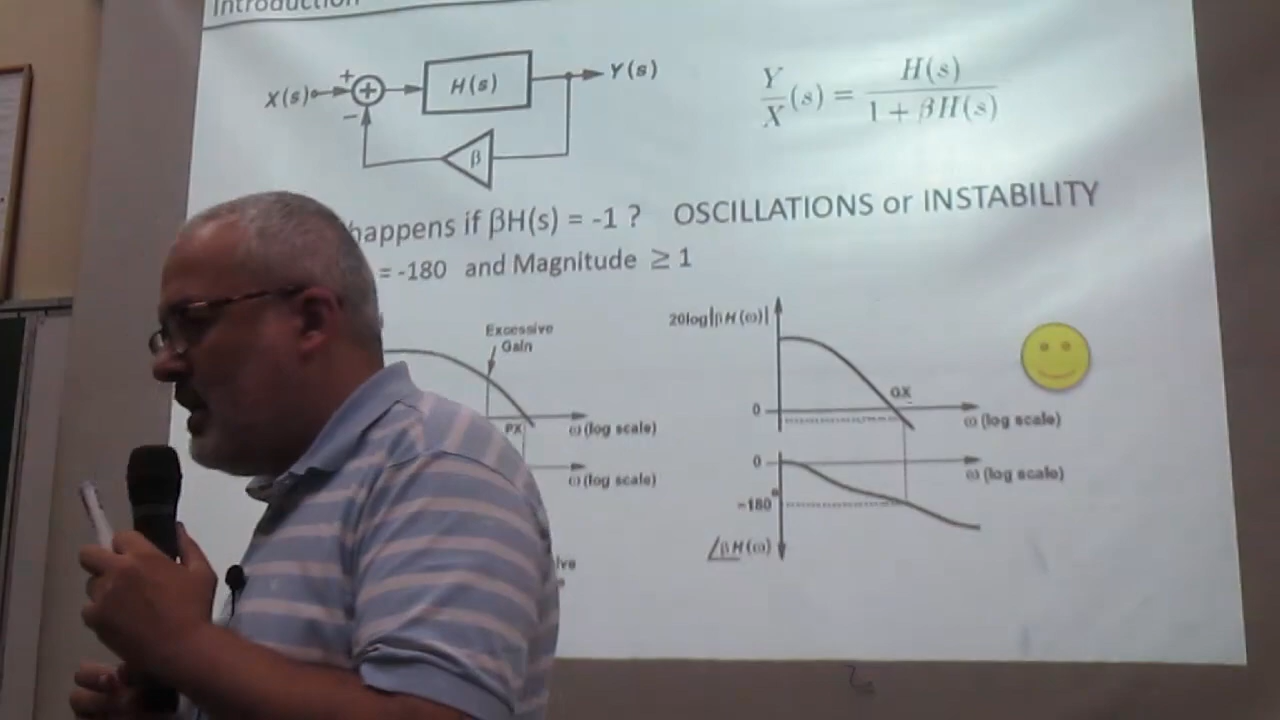 Introduction
X(s)
+
+
−
H(s)
Y(s)
β
Y/X (s) = H(s) / 1 + βH(s)
happens if βH(s) = -1 ? OSCILLATIONS or INSTABILITY
= -180 and Magnitude ≥ 1
Excessive
Gain
PX
ω (log scale)
ω (log scale)
20log|βH(ω)|
0
GX
ω (log scale)
0
ω (log scale)
−180°
∠βH(ω)